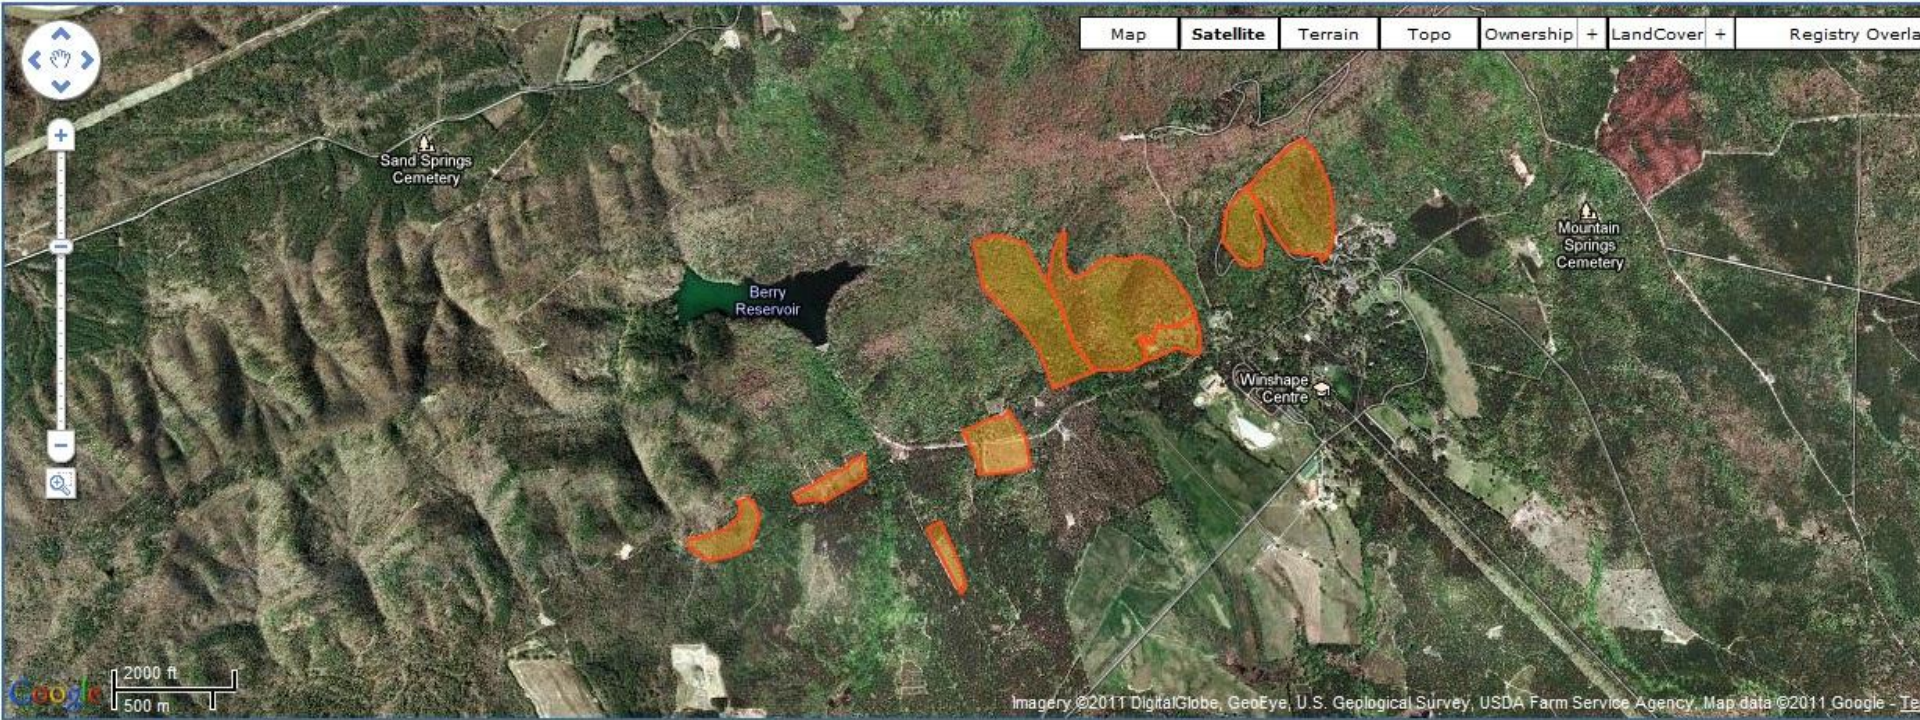 Map
Satellite
Terrain
Topo
Ownership +
LandCover +
Registry Overla
Sand Springs
Cemetery
Mountain
Springs
Cemetery
Berry
Reservoir
Winshape
Centre
2000 ft
500 m
Google
Imagery ©2011 DigitalGlobe, GeoEye, U.S. Geological Survey, USDA Farm Service Agency, Map data ©2011 Google - Te